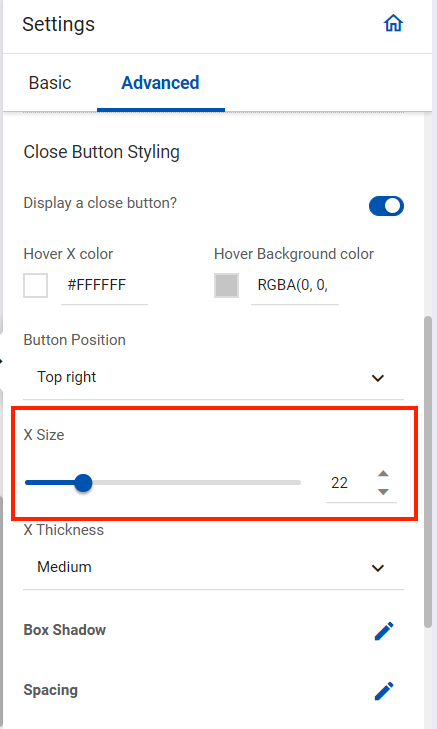 Settings
Basic Advanced
Close Button Styling
Display a close button?
Hover X color Hover Background color
#FFFFFF RGBA(0, 0,
Button Position
Top right
X Size
22
X Thickness
Medium
Box Shadow
Spacing